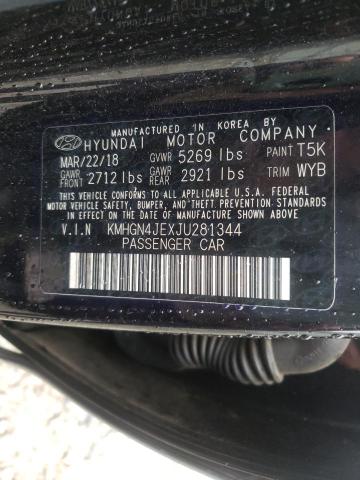 MANUFACTURED IN KOREA BY
HYUNDAI MOTOR COMPANY
MAR/22/18 GVWR 5269 lbs PAINT T5K
GAWR FRONT 2712 lbs GAWR REAR 2921 lbs TRIM WYB
THIS VEHICLE CONFORMS TO ALL APPLICABLE U.S.A. FEDERAL
MOTOR VEHICLE SAFETY, BUMPER, AND THEFT PREVENTION
STANDARDS IN EFFECT ON THE DATE OF MANUFACTURE SHOWN ABOVE.
V.I.N KMHGN4JEXJU281344
PASSENGER CAR